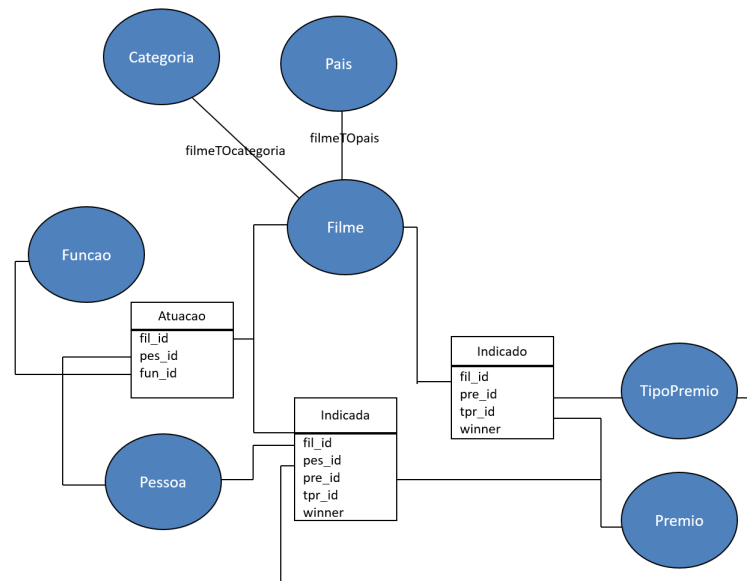 Categoria
Pais
filmeTOcategoria
filmeTOpais
Filme
Funcao
Atuacao
fil_id
pes_id
fun_id
Indicado
fil_id
pre_id
tpr_id
winner
TipoPremio
Indicada
fil_id
pes_id
pre_id
tpr_id
winner
Pessoa
Premio